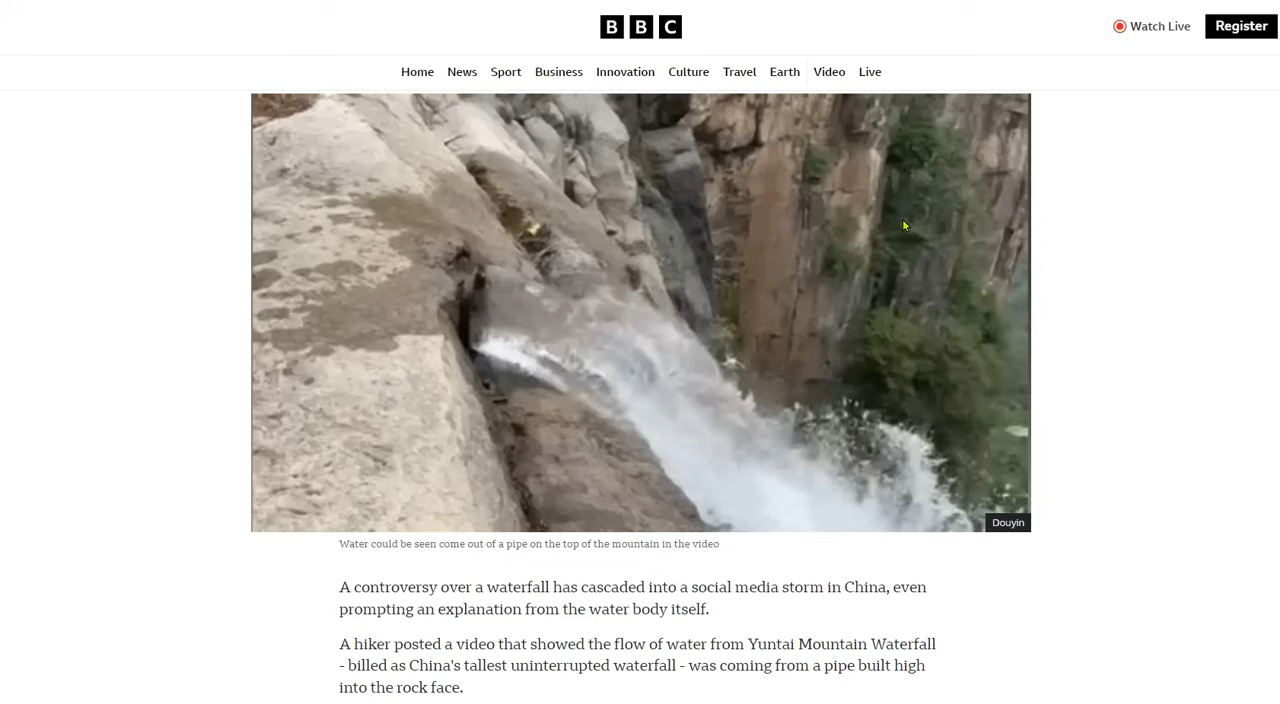 BBC
Watch Live
Register
Home News Sport Business Innovation Culture Travel Earth Video Live
Douyin
Water could be seen come out of a pipe on the top of the mountain in the video
A controversy over a waterfall has cascaded into a social media storm in China, even
prompting an explanation from the water body itself.
A hiker posted a video that showed the flow of water from Yuntai Mountain Waterfall
- billed as China's tallest uninterrupted waterfall - was coming from a pipe built high
into the rock face.